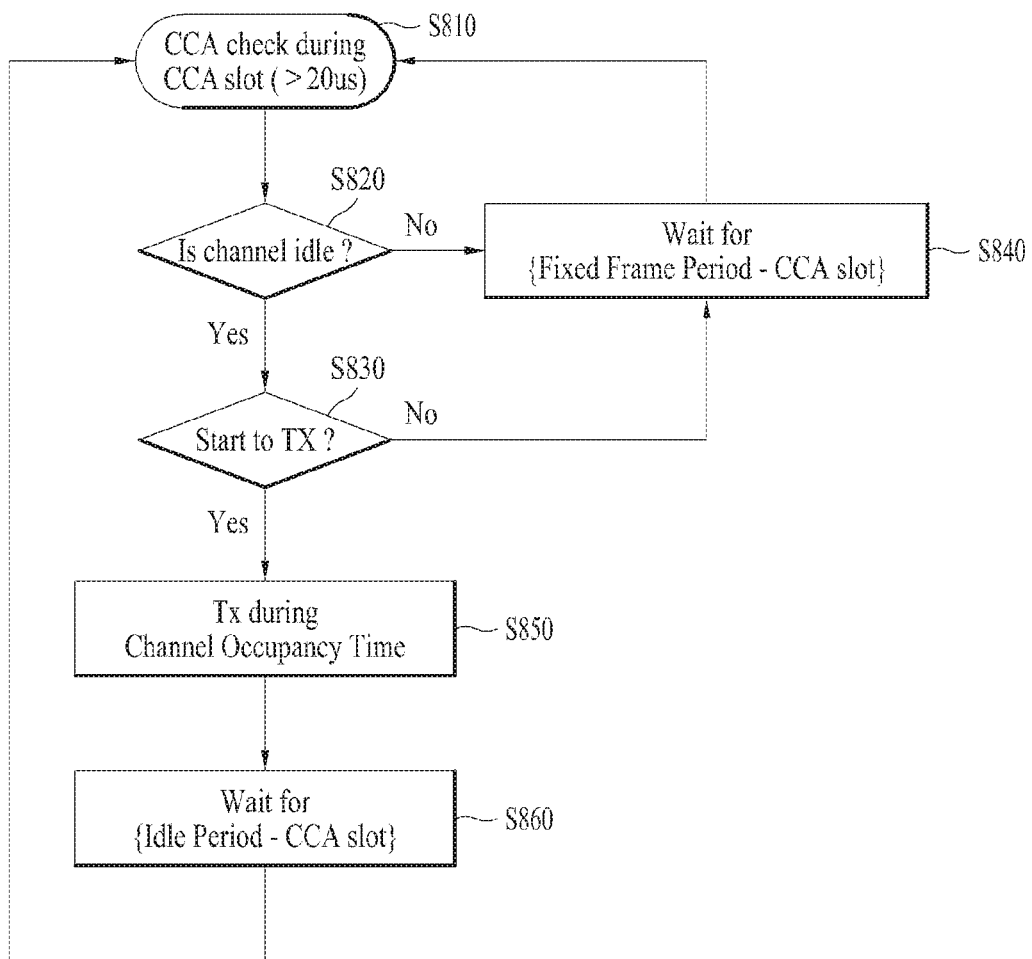 CCA check during
CCA slot ( > 20us)
S810
Is channel idle ?
S820
No
Wait for
{Fixed Frame Period - CCA slot}
S840
Yes
Start to TX ?
S830
No
Yes
Tx during
Channel Occupancy Time
S850
Wait for
{Idle Period - CCA slot}
S860